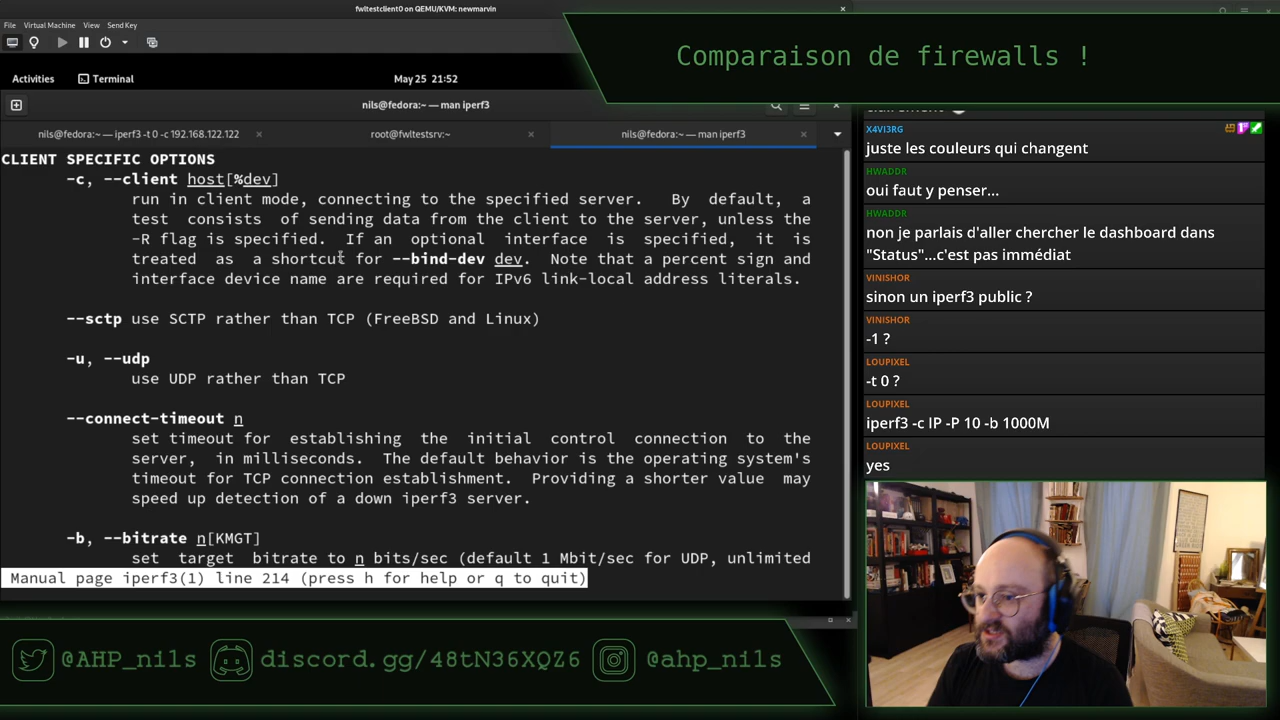 fwltestclient0 on QEMU/KVM: newmarvin
File Virtual Machine View Send Key
Comparaison de firewalls !
Activities Terminal May 25 21:52
nils@fedora:~ — man iperf3
nils@fedora:~ — iperf3 -t 0 -c 192.168.122.122 × root@fwltestsrv:~ × nils@fedora:~ — man iperf3 ×
CLIENT SPECIFIC OPTIONS
-c, --client host[%dev]
run in client mode, connecting to the specified server. By default, a
test consists of sending data from the client to the server, unless the
-R flag is specified. If an optional interface is specified, it is
treated as a shortcut for --bind-dev dev. Note that a percent sign and
interface device name are required for IPv6 link-local address literals.
--sctp use SCTP rather than TCP (FreeBSD and Linux)
-u, --udp
use UDP rather than TCP
--connect-timeout n
set timeout for establishing the initial control connection to the
server, in milliseconds. The default behavior is the operating system's
timeout for TCP connection establishment. Providing a shorter value may
speed up detection of a down iperf3 server.
-b, --bitrate n[KMGT]
set target bitrate to n bits/sec (default 1 Mbit/sec for UDP, unlimited
Manual page iperf3(1) line 214 (press h for help or q to quit)
X4VI3RG
juste les couleurs qui changent
HWADDR
oui faut y penser...
HWADDR
non je parlais d'aller chercher le dashboard dans
"Status"...c'est pas immédiat
VINISHOR
sinon un iperf3 public ?
VINISHOR
-1 ?
LOUPIXEL
-t 0 ?
LOUPIXEL
iperf3 -c IP -P 10 -b 1000M
LOUPIXEL
yes
@AHP_nils discord.gg/48tN36XQZ6 @ahp_nils